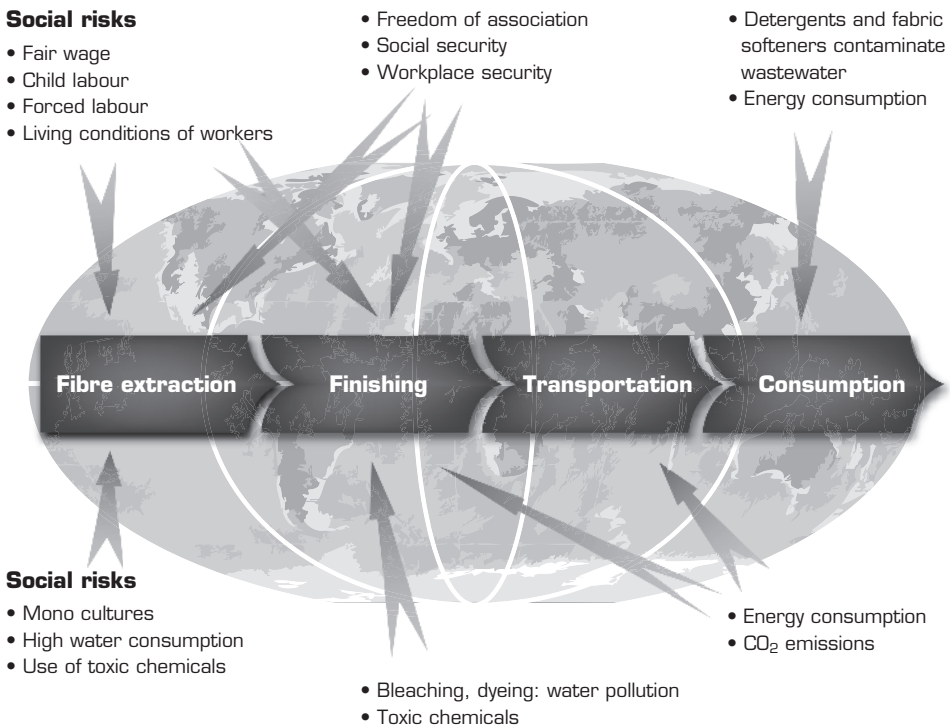 Social risks
• Fair wage
• Child labour
• Forced labour
• Living conditions of workers
• Freedom of association
• Social security
• Workplace security
• Detergents and fabric
softeners contaminate
wastewater
• Energy consumption
Fibre extraction
Finishing
Transportation
Consumption
Social risks
• Mono cultures
• High water consumption
• Use of toxic chemicals
• Bleaching, dyeing: water pollution
• Toxic chemicals
• Energy consumption
• CO₂ emissions